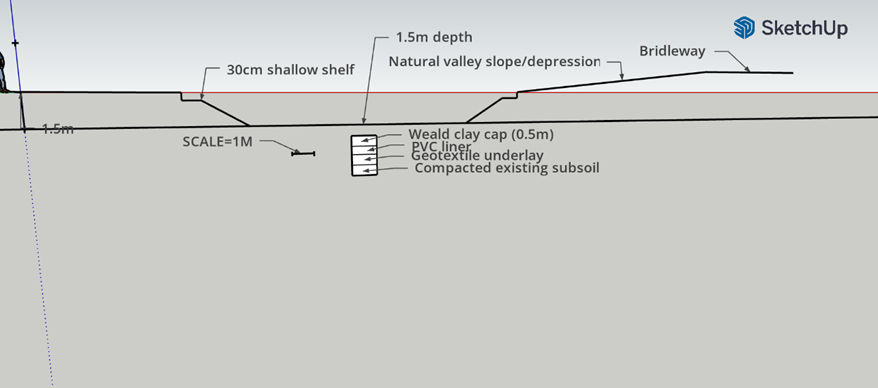 SketchUp
1.5m depth
Bridleway
Natural valley slope/depression
30cm shallow shelf
1.5m
Weald clay cap (0.5m)
SCALE=1M
PVC liner
Geotextile underlay
Compacted existing subsoil